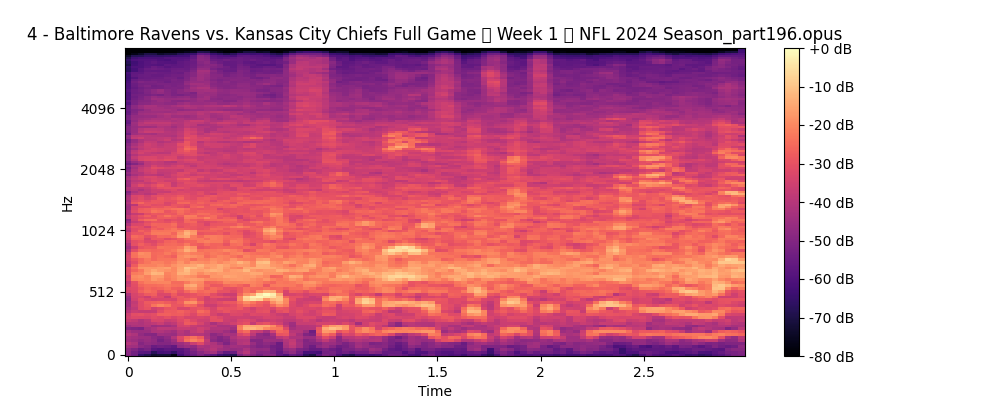 4 - Baltimore Ravens vs. Kansas City Chiefs Full Game ▯ Week 1 ▯ NFL 2024 Season_part196.opus
+0 dB
-10 dB
-20 dB
-30 dB
-40 dB
-50 dB
-60 dB
-70 dB
-80 dB
4096
2048
1024
512
0
Hz
0 0.5 1 1.5 2 2.5
Time